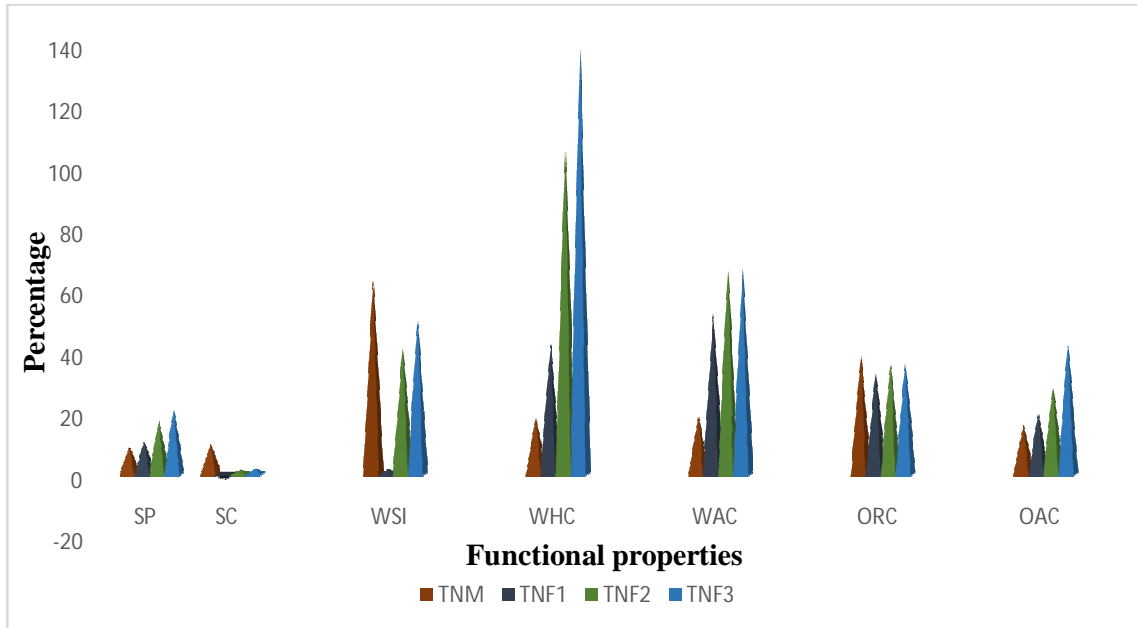 140
120
100
80
60
40
20
0
-20
Percentage
SP SC WSI WHC WAC ORC OAC
Functional properties
TNM TNF1 TNF2 TNF3